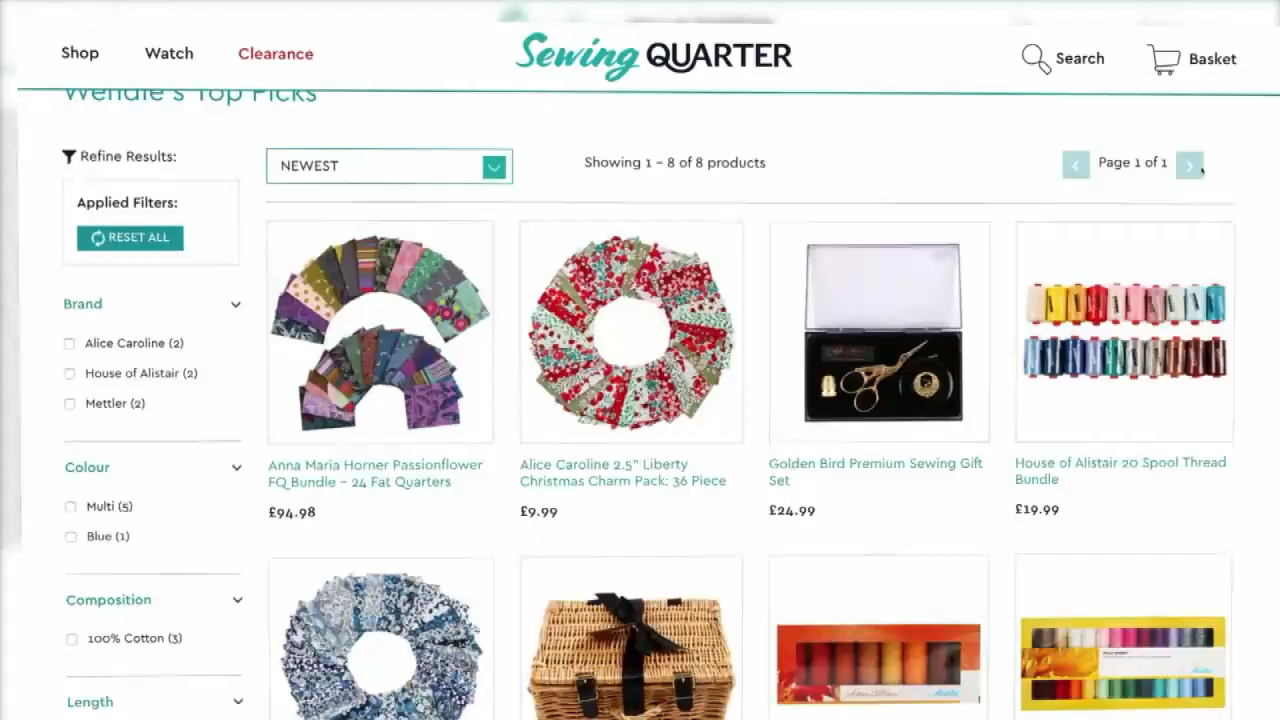 Shop
Watch
Clearance
Sewing QUARTER
Search
Basket
Wendie's Top Picks
Refine Results:
Applied Filters:
RESET ALL
NEWEST
Showing 1 - 8 of 8 products
Page 1 of 1
Brand
Alice Caroline (2)
House of Alistair (2)
Mettler (2)
Colour
Multi (5)
Blue (1)
Composition
100% Cotton (3)
Length
Anna Maria Horner Passionflower
FQ Bundle - 24 Fat Quarters
£94.98
Alice Caroline 2.5" Liberty
Christmas Charm Pack: 36 Piece
£9.99
Golden Bird Premium Sewing Gift
Set
£24.99
House of Alistair 20 Spool Thread
Bundle
£19.99